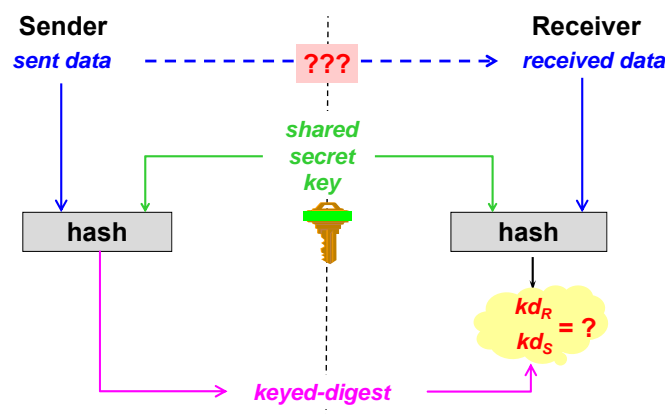 Sender
Receiver
sent data
???
received data
shared
secret
key
hash
hash
kdR
kdS
= ?
keyed-digest